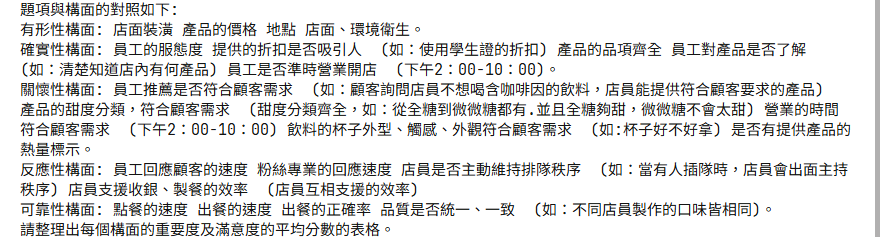 題項與構面的對照如下:
有形性構面: 店面裝潢 產品的價格 地點 店面、環境衛生。
確實性構面: 員工的服態度 提供的折扣是否吸引人 (如：使用學生證的折扣) 產品的品項齊全 員工對產品是否了解
(如：清楚知道店內有何產品) 員工是否準時營業開店 (下午2：00-10：00)。
關懷性構面: 員工推薦是否符合顧客需求 (如：顧客詢問店員不想喝含咖啡因的飲料，店員能提供符合顧客要求的產品)
產品的甜度分類，符合顧客需求 (甜度分類齊全，如：從全糖到微微糖都有.並且全糖夠甜，微微糖不會太甜) 營業的時間
符合顧客需求 (下午2：00-10：00) 飲料的杯子外型、觸感、外觀符合顧客需求 (如:杯子好不好拿) 是否有提供產品的
熱量標示。
反應性構面: 員工回應顧客的速度 粉絲專業的回應速度 店員是否主動維持排隊秩序 (如：當有人插隊時，店員會出面主持
秩序) 店員支援收銀、製餐的效率 (店員互相支援的效率)
可靠性構面: 點餐的速度 出餐的速度 出餐的正確率 品質是否統一、一致 (如：不同店員製作的口味皆相同)。
請整理出每個構面的重要度及滿意度的平均分數的表格。